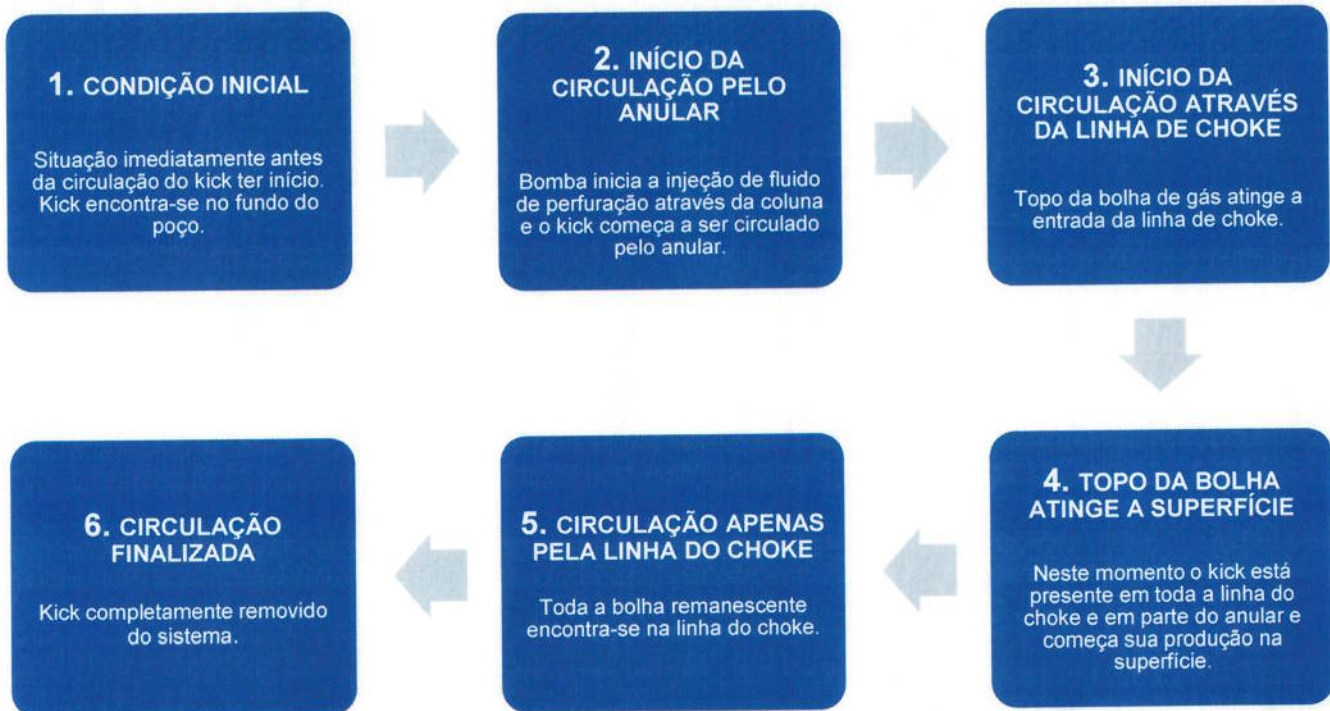 1. CONDIÇÃO INICIAL
Situação imediatamente antes
da circulação do kick ter início.
Kick encontra-se no fundo do
poço.
2. INÍCIO DA
CIRCULAÇÃO PELO
ANULAR
Bomba inicia a injeção de fluido
de perfuração através da coluna
e o kick começa a ser circulado
pelo anular.
3. INÍCIO DA
CIRCULAÇÃO ATRAVÉS
DA LINHA DE CHOKE
Topo da bolha de gás atinge a
entrada da linha de choke.
4. TOPO DA BOLHA
ATINGE A SUPERFÍCIE
Neste momento o kick está
presente em toda a linha do
choke e em parte do anular e
começa sua produção na
superfície.
5. CIRCULAÇÃO APENAS
PELA LINHA DO CHOKE
Toda a bolha remanescente
encontra-se na linha do choke.
6. CIRCULAÇÃO
FINALIZADA
Kick completamente removido
do sistema.